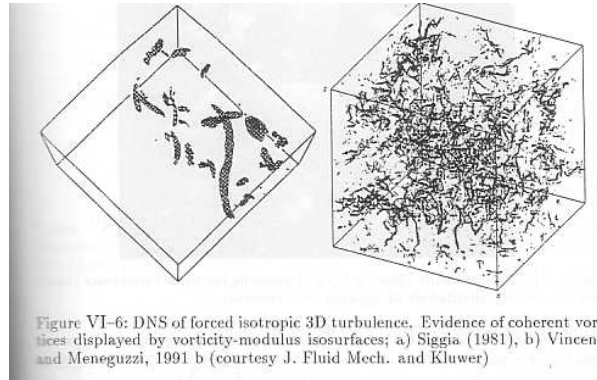 Figure VI–6: DNS of forced isotropic 3D turbulence. Evidence of coherent vor
tices displayed by vorticity-modulus isosurfaces; a) Siggia (1981), b) Vincen
and Meneguzzi, 1991 b (courtesy J. Fluid Mech. and Kluwer)